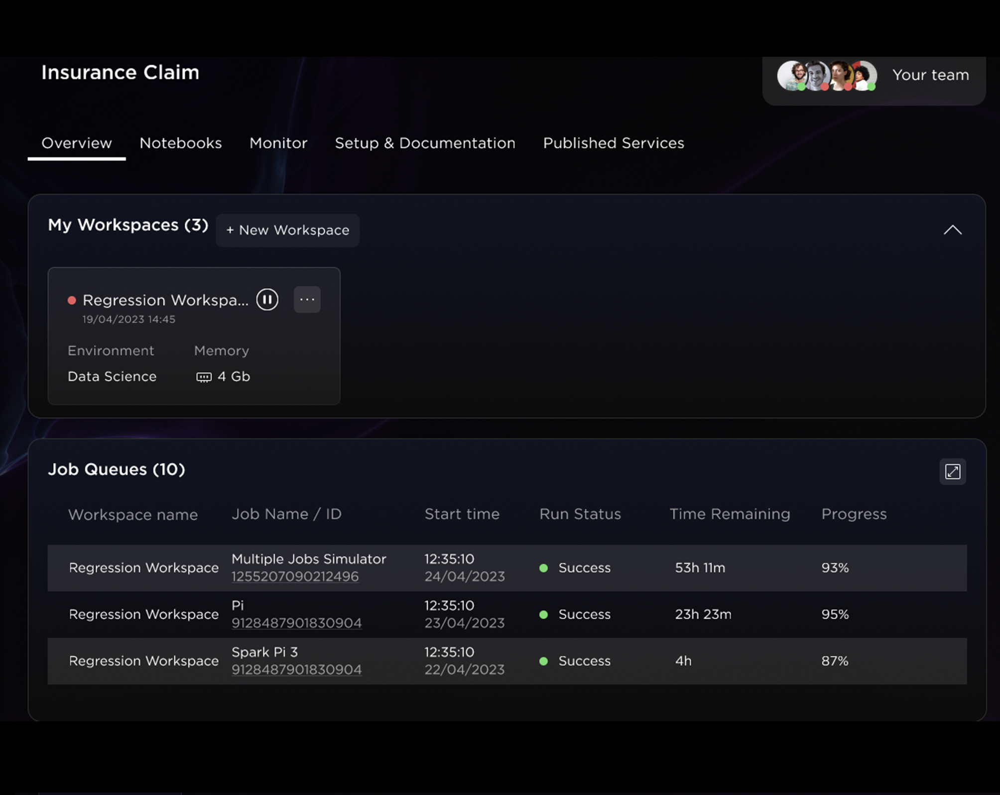 Insurance Claim
Your team
Overview Notebooks Monitor Setup & Documentation Published Services
My Workspaces (3) + New Workspace
Regression Workspa...
19/04/2023 14:45
Environment Memory
Data Science 4 Gb
Job Queues (10)
Workspace name Job Name / ID Start time Run Status Time Remaining Progress
Regression Workspace Multiple Jobs Simulator 12:35:10 Success 53h 11m 93%
1255207090212496 24/04/2023
Regression Workspace Pi 12:35:10 Success 23h 23m 95%
9128487901830904 23/04/2023
Regression Workspace Spark Pi 3 12:35:10 Success 4h 87%
9128487901830904 22/04/2023